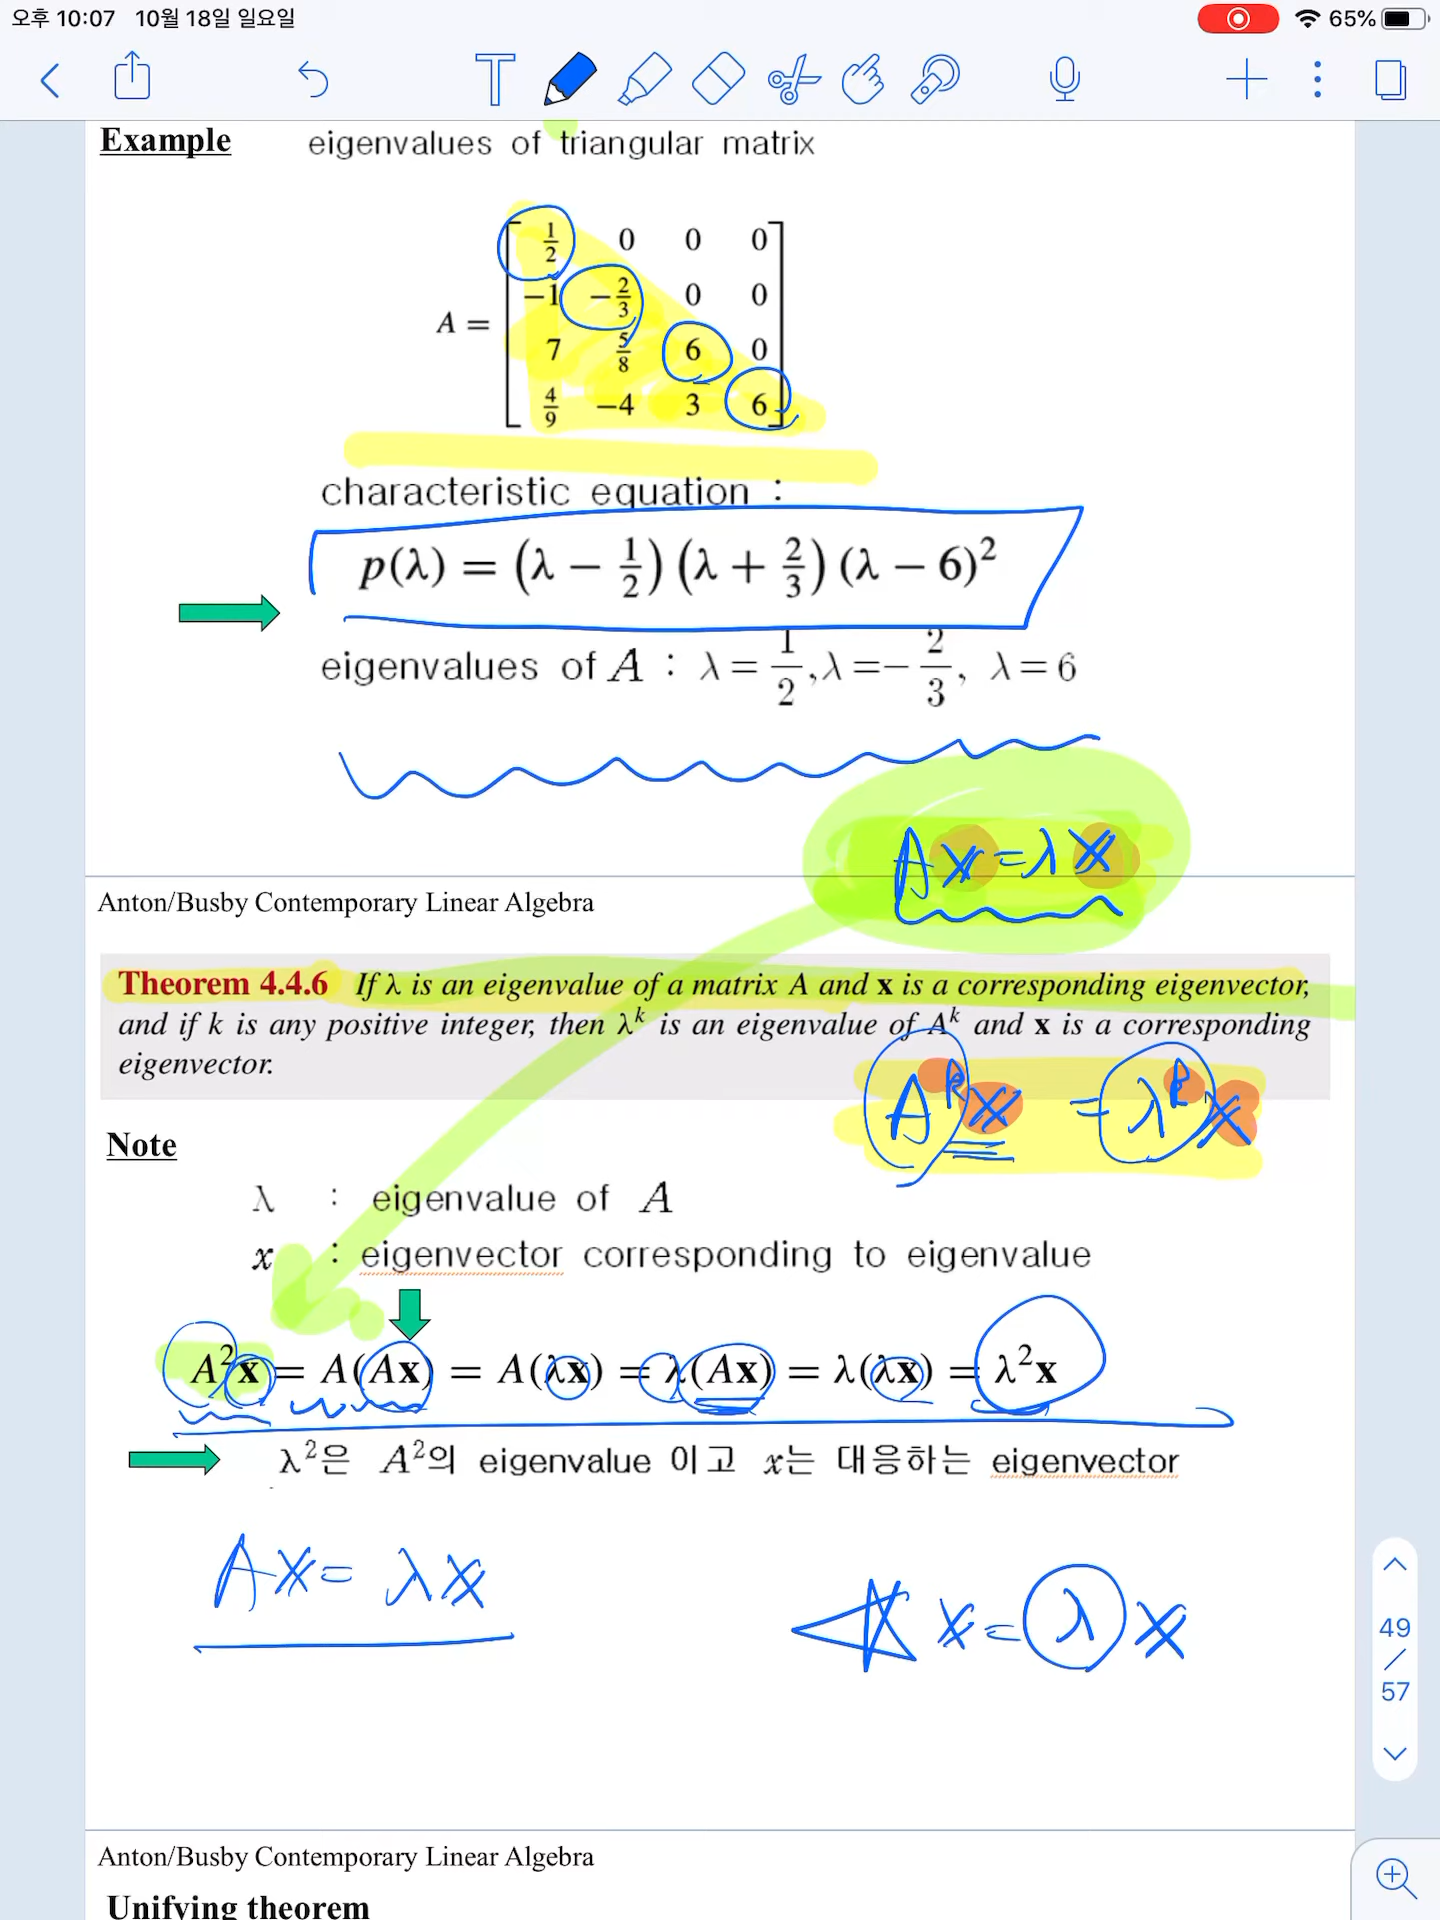 오후 10:07 10월 18일 일요일 65%
Example eigenvalues of triangular matrix
A = [ 1/2 0 0 0
-1 -2/3 0 0
7 5/8 6 0
4/9 -4 3 6 ]
characteristic equation :
p(λ) = (λ − 1/2) (λ + 2/3) (λ − 6)²
eigenvalues of A : λ = 1/2, λ = −2/3, λ = 6
Ax = λx
Anton/Busby Contemporary Linear Algebra
Theorem 4.4.6 If λ is an eigenvalue of a matrix A and x is a corresponding eigenvector,
and if k is any positive integer, then λᵏ is an eigenvalue of Aᵏ and x is a corresponding
eigenvector.
Aᵏx = λᵏx
Note
λ : eigenvalue of A
x : eigenvector corresponding to eigenvalue
A²x = A(Ax) = A(λx) = λ(Ax) = λ(λx) = λ²x
λ²은 A²의 eigenvalue 이고 x는 대응하는 eigenvector
Ax = λx
x = λx
49
/
57
Anton/Busby Contemporary Linear Algebra
Unifying theorem